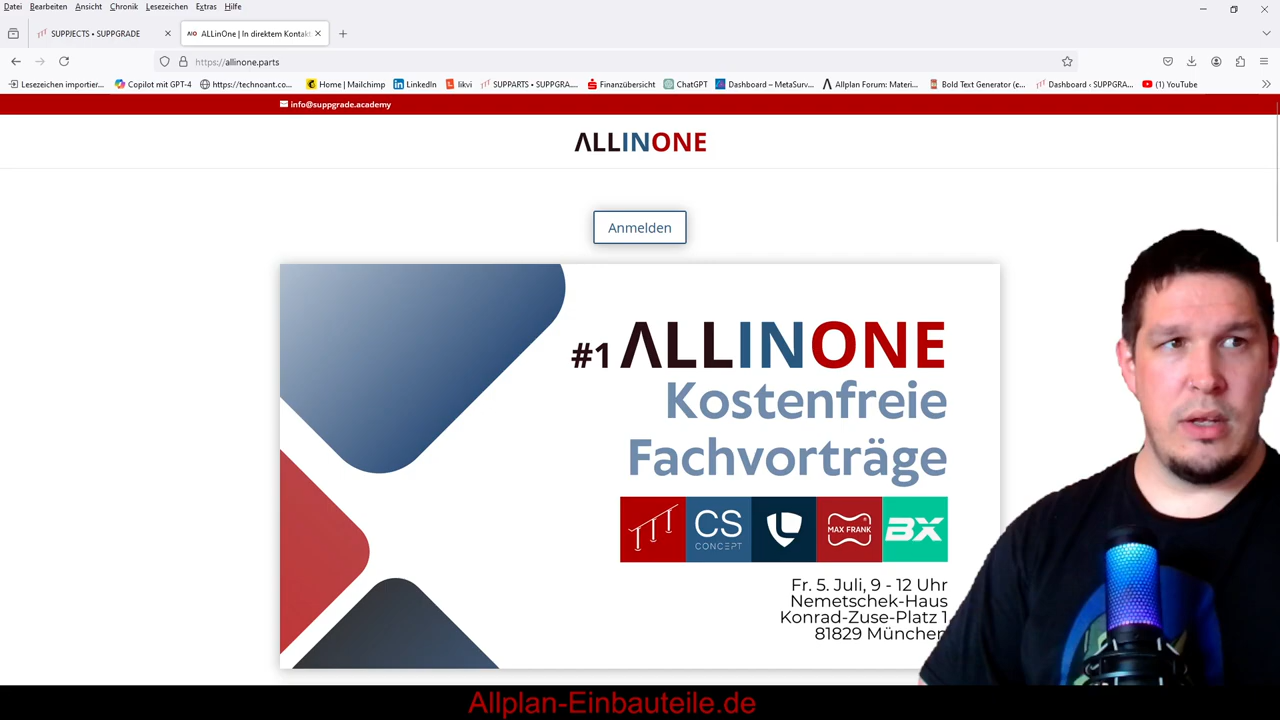 Datei Bearbeiten Ansicht Chronik Lesezeichen Extras Hilfe
SUPPJECTS • SUPPGRADE
AIO ALLinOne | In direktem Kontakt
https://allinone.parts
Lesezeichen importier... Copilot mit GPT-4 https://technoant.co... Home | Mailchimp LinkedIn likvi SUPPARTS • SUPPGRA... Finanzübersicht ChatGPT Dashboard – MetaSurv... Allplan Forum: Materi... Bold Text Generator (e... Dashboard ‹ SUPPGRA... (1) YouTube
info@suppgrade.academy
ΛLLINONE
Anmelden
#1 ΛLLINONE
Kostenfreie
Fachvorträge
CS
CONCEPT
MAX FRANK
BX
Fr. 5. Juli, 9 - 12 Uhr
Nemetschek-Haus
Konrad-Zuse-Platz 1
81829 München
Allplan-Einbauteile.de